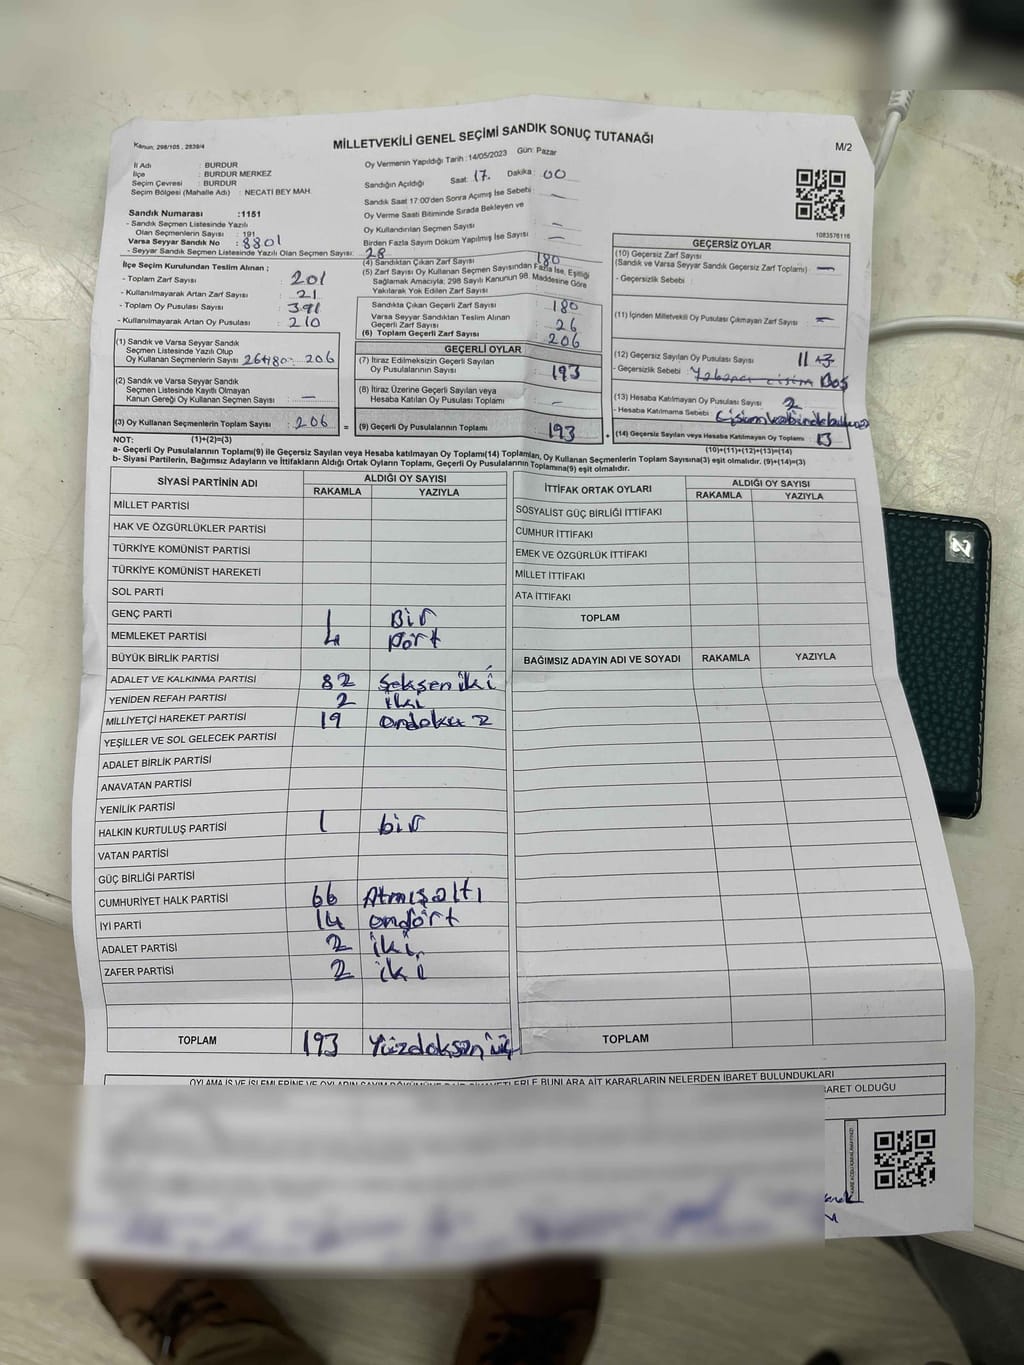 Kanun: 298/105 , 2839/4
MİLLETVEKİLİ GENEL SEÇİMİ SANDIK SONUÇ TUTANAĞI
M/2
İl Adı : BURDUR
İlçe : BURDUR MERKEZ
Seçim Çevresi : BURDUR
Seçim Bölgesi (Mahalle Adı) : NECATİ BEY MAH.
Oy Vermenin Yapıldığı Tarih : 14/05/2023 Gün: Pazar
Sandığın Açıldığı Saat: 17. Dakika : 00
Sandık Saat 17:00'den Sonra Açımış İse Sebebi : —
Oy Verme Saati Bitiminde Sırada Bekleyen ve
Oy Kullandırılan Seçmen Sayısı : —
Birden Fazla Sayım Döküm Yapılmış İse Sayısı : —
1083576116
Sandık Numarası :1151
- Sandık Seçmen Listesinde Yazılı
Olan Seçmenlerin Sayısı : 191
Varsa Seyyar Sandık No : 8801
- Seyyar Sandık Seçmen Listesinde Yazılı Olan Seçmen Sayısı: 28
İlçe Seçim Kurulundan Teslim Alınan ;
- Toplam Zarf Sayısı : 201
- Kullanılmayarak Artan Zarf Sayısı : 21
- Toplam Oy Pusulası Sayısı : 391
- Kullanılmayarak Artan Oy Pusulası : 210
(1) Sandık ve Varsa Seyyar Sandık
Seçmen Listesinde Yazılı Olup
Oy Kullanan Seçmen Sayısı 26+180= 206
(2) Sandık ve Varsa Seyyar Sandık
Seçmen Listesinde Kayıtlı Olmayan
Kanun Gereği Oy Kullanan Seçmen Sayısı : —
(3) Oy Kullanan Seçmenlerin Toplam Sayısı : 206
(4) Sandıktan Çıkan Zarf Sayısı : 180
(5) Zarf Sayısı Oy Kullanan Seçmen Sayısından Fazla İse, Eşitliği
Sağlamak Amacıyla; 298 Sayılı Kanunun 98. Maddesine Göre
Yakılarak Yok Edilen Zarf Sayısı :
Sandıkta Çıkan Geçerli Zarf Sayısı : 180
Varsa Seyyar Sandıktan Teslim Alınan
Geçerli Zarf Sayısı : 26
(6) Toplam Geçerli Zarf Sayısı : 206
GEÇERLİ OYLAR
(7) İtiraz Edilmeksizin Geçerli Sayılan
Oy Pusulalarının Sayısı : 193
(8) İtiraz Üzerine Geçerli Sayılan veya
Hesaba Katılan Oy Pusulası Toplamı : —
= (9) Geçerli Oy Pusulalarının Toplamı : 193
GEÇERSİZ OYLAR
(10) Geçersiz Zarf Sayısı
(Sandık ve Varsa Seyyar Sandık Geçersiz Zarf Toplamı) : —
- Geçersizlik Sebebi :
(11) İçinden Milletvekili Oy Pusulası Çıkmayan Zarf Sayısı : —
(12) Geçersiz Sayılan Oy Pusulası Sayısı : 11
- Geçersizlik Sebebi : Boş
(13) Hesaba Katılmayan Oy Pusulası Sayısı : 2
- Hesaba Katılmama Sebebi :
(14) Geçersiz Sayılan veya Hesaba Katılmayan Oy Pusulası Toplamı : 13
NOT: (1)+(2)=(3)
(10)+(11)+(12)+(13)=(14)
a- Geçerli Oy Pusulalarının Toplamı(9) ile Geçersiz Sayılan veya Hesaba katılmayan Oy Toplamı(14) Toplamları, Oy Kullanan Seçmenlerin Toplam Sayısına(3) eşit olmalıdır. (9)+(14)=(3)
b- Siyasi Partilerin, Bağımsız Adayların ve İttifakların Aldığı Ortak Oyların Toplamı, Geçerli Oy Pusulalarının Toplamına(9) eşit olmalıdır.
SİYASİ PARTİNİN ADI
ALDIĞI OY SAYISI
RAKAMLA YAZIYLA
MİLLET PARTİSİ
HAK VE ÖZGÜRLÜKLER PARTİSİ
TÜRKİYE KOMÜNİST PARTİSİ
TÜRKİYE KOMÜNİST HAREKETİ
SOL PARTİ
GENÇ PARTİ 1 Bir
MEMLEKET PARTİSİ 4 Dört
BÜYÜK BİRLİK PARTİSİ
ADALET VE KALKINMA PARTİSİ 82 Şekşen iki
YENİDEN REFAH PARTİSİ 2 iki
MİLLİYETÇİ HAREKET PARTİSİ 19 ondokuz
YEŞİLLER VE SOL GELECEK PARTİSİ
ADALET BİRLİK PARTİSİ
ANAVATAN PARTİSİ
YENİLİK PARTİSİ
HALKIN KURTULUŞ PARTİSİ 1 bir
VATAN PARTİSİ
GÜÇ BİRLİĞİ PARTİSİ
CUMHURİYET HALK PARTİSİ 66 Atmışaltı
İYİ PARTİ 14 ondört
ADALET PARTİSİ 2 iki
ZAFER PARTİSİ 2 iki
TOPLAM 193 Yüzdoksan üç
İTTİFAK ORTAK OYLARI
ALDIĞI OY SAYISI
RAKAMLA YAZIYLA
SOSYALİST GÜÇ BİRLİĞİ İTTİFAKI
CUMHUR İTTİFAKI
EMEK VE ÖZGÜRLÜK İTTİFAKI
MİLLET İTTİFAKI
ATA İTTİFAKI
TOPLAM
BAĞIMSIZ ADAYIN ADI VE SOYADI RAKAMLA YAZIYLA
TOPLAM
OYLAMA İŞ VE İŞLEMLERİNE VE OYLARIN SAYIM DÖKÜMÜNE DAİR ŞİKAYETLERLE BUNLARA AİT KARARLARIN NELERDEN İBARET BULUNDUKLARI
BARET OLDUĞU